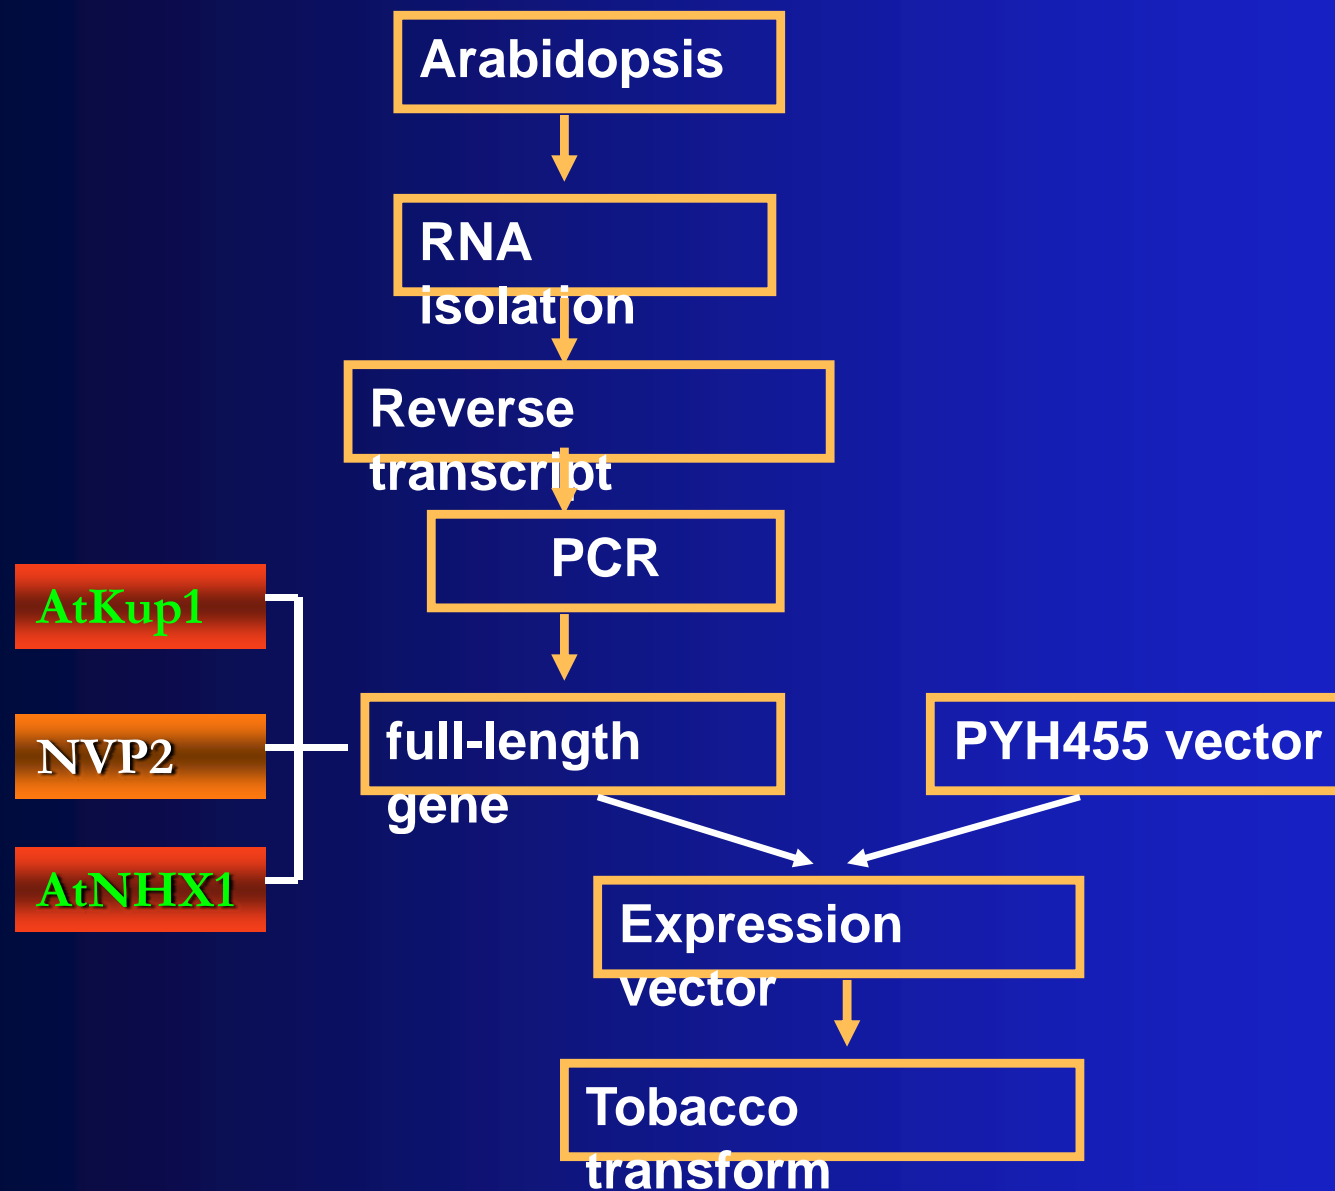 Arabidopsis
RNA
isolation
Reverse
transcript
PCR
AtKup1
NVP2
AtNHX1
full-length
gene
PYH455 vector
Expression
vector
Tobacco
transform